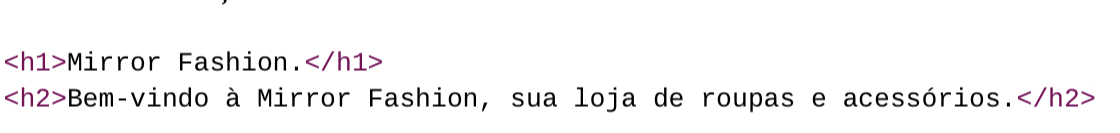 <h1>Mirror Fashion.</h1>
<h2>Bem-vindo à Mirror Fashion, sua loja de roupas e acessórios.</h2>